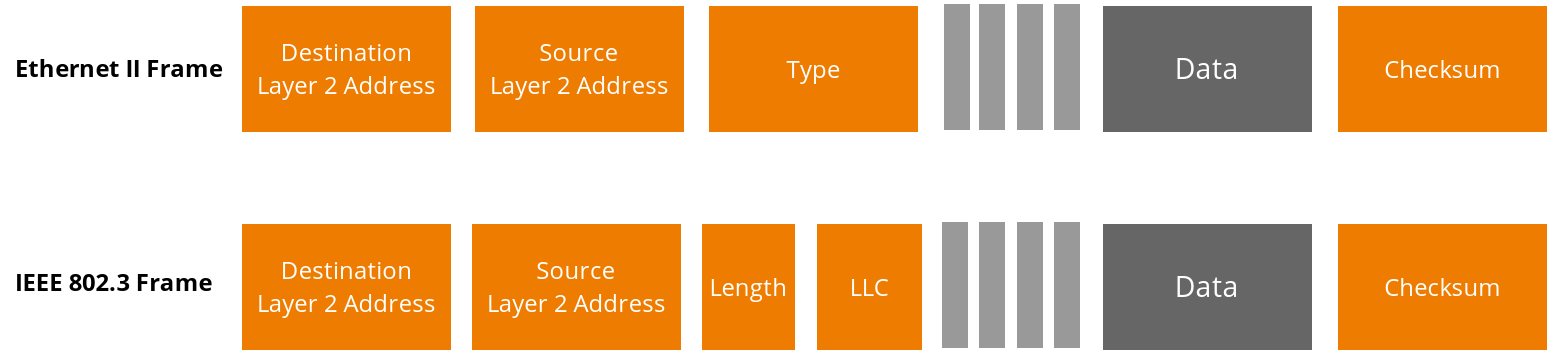 Ethernet II Frame
Destination
Layer 2 Address
Source
Layer 2 Address
Type
Data
Checksum
IEEE 802.3 Frame
Destination
Layer 2 Address
Source
Layer 2 Address
Length
LLC
Data
Checksum